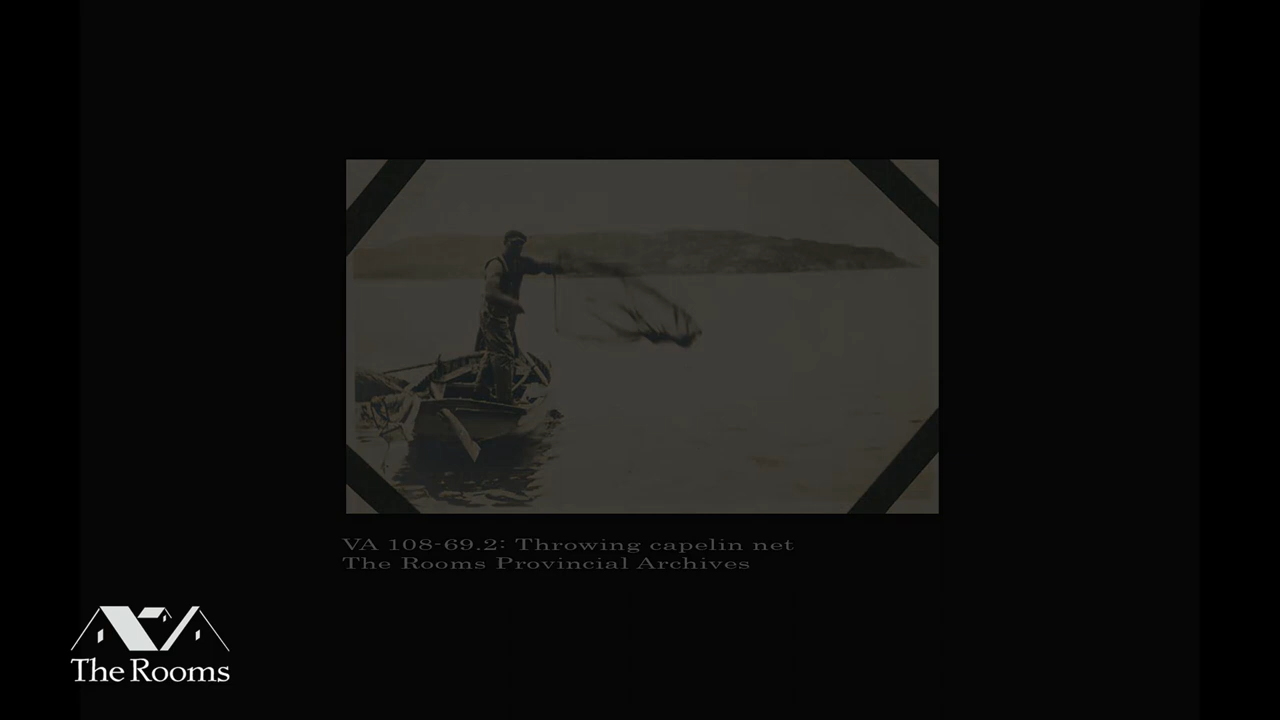 VA 108-69.2: Throwing capelin net
The Rooms Provincial Archives
The Rooms